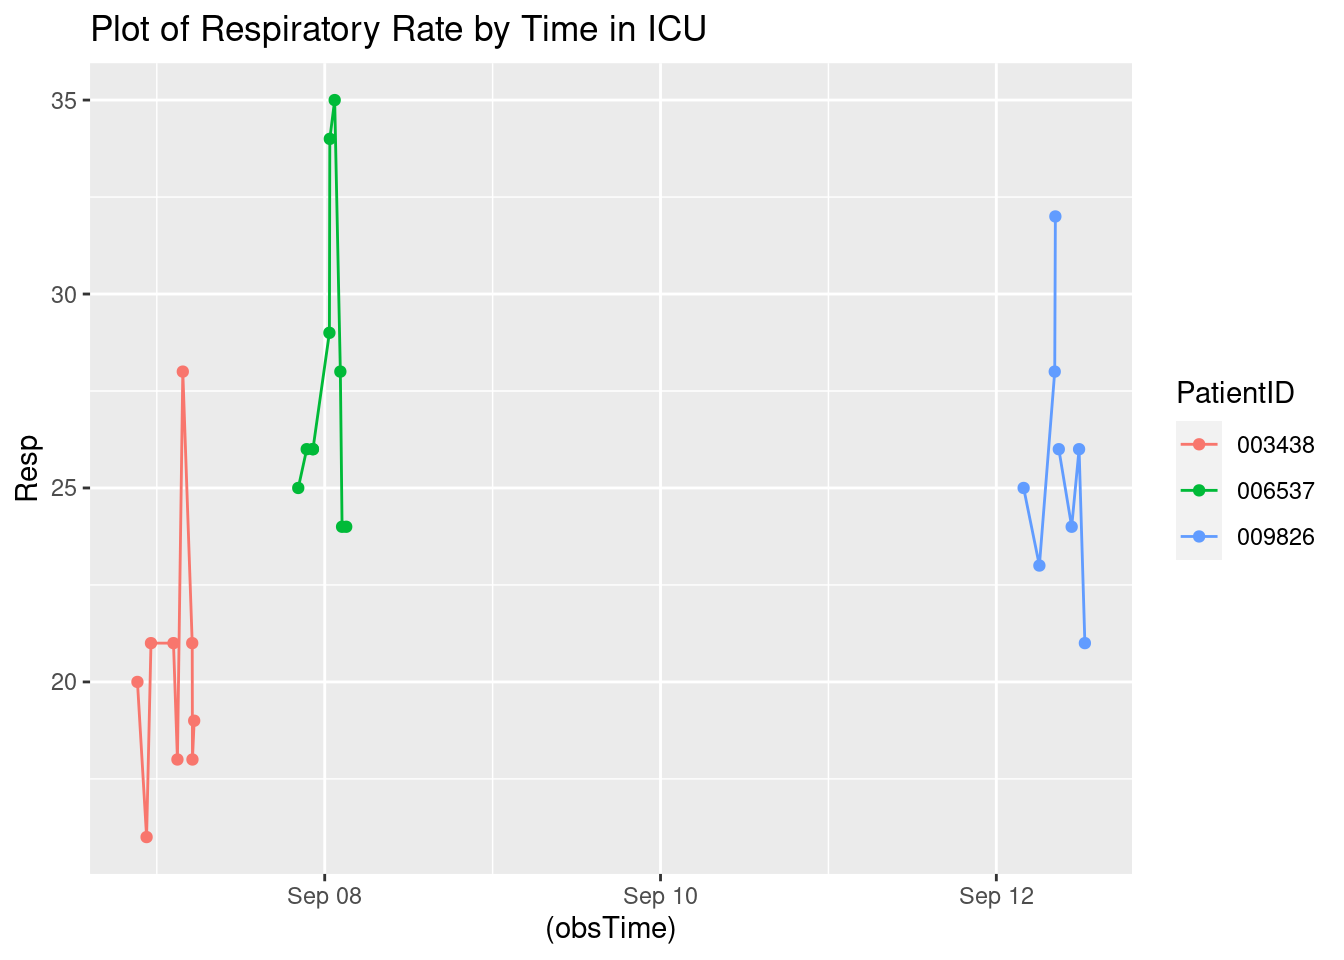 Plot of Respiratory Rate by Time in ICU
35
30
25
20
Resp
Sep 08
Sep 10
Sep 12
(obsTime)
PatientID
003438
006537
009826